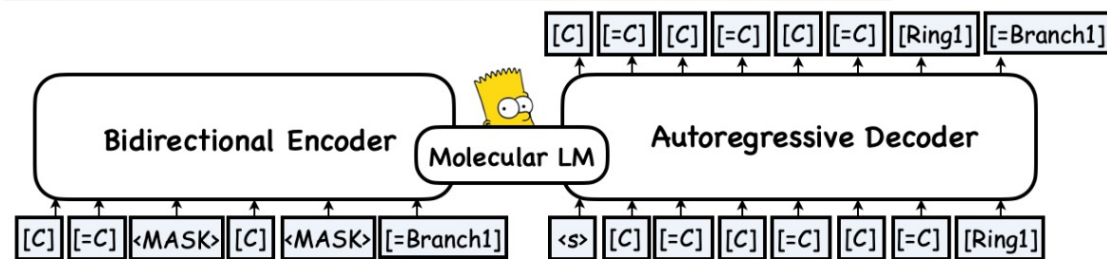 [C] [=C] [C] [=C] [C] [=C] [Ring1] [=Branch1]
Bidirectional Encoder
Molecular LM
Autoregressive Decoder
[C] [=C] <MASK> [C] <MASK> [=Branch1]
<s> [C] [=C] [C] [=C] [C] [=C] [Ring1]